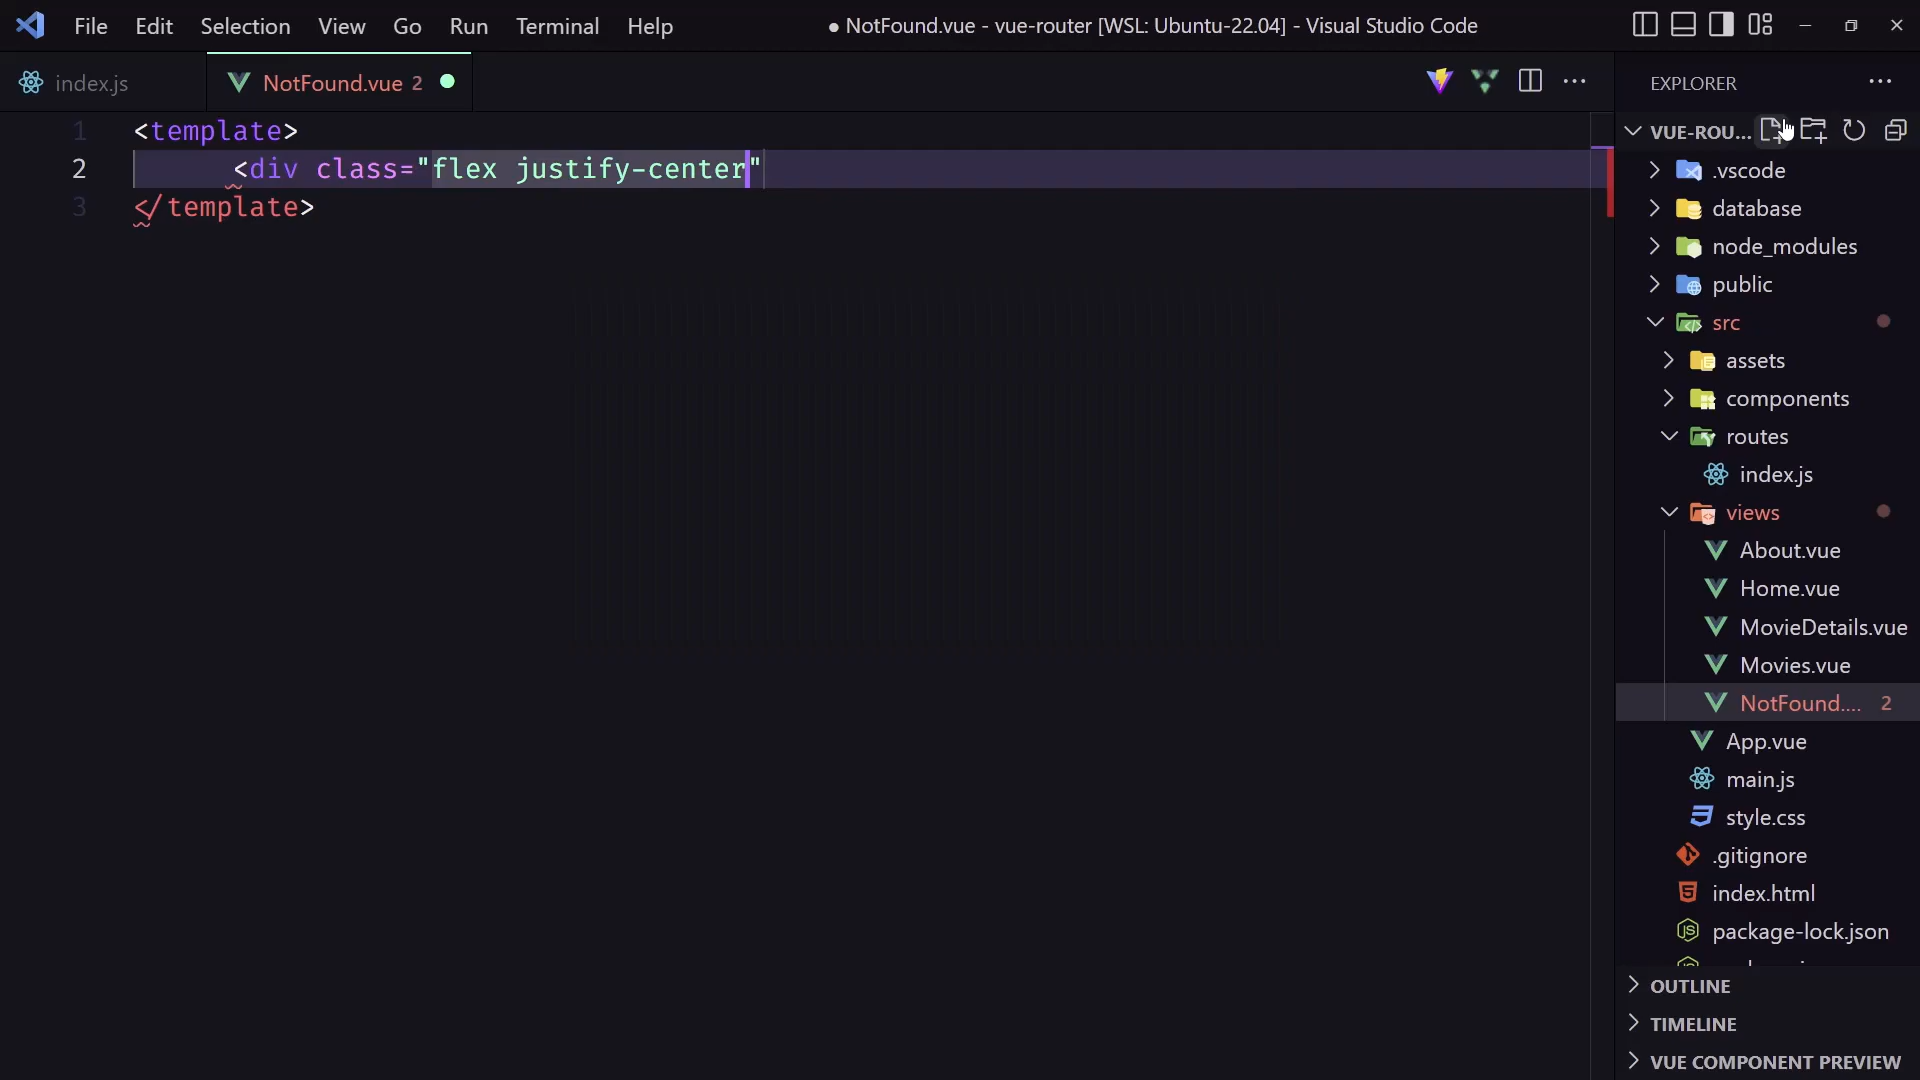 File Edit Selection View Go Run Terminal Help
● NotFound.vue - vue-router [WSL: Ubuntu-22.04] - Visual Studio Code
index.js
NotFound.vue 2
1 <template>
2 <div class="flex justify-center"
3 </template>
EXPLORER
VUE-ROU...
.vscode
database
node_modules
public
src
assets
components
routes
index.js
views
About.vue
Home.vue
MovieDetails.vue
Movies.vue
NotFound.... 2
App.vue
main.js
style.css
.gitignore
index.html
package-lock.json
OUTLINE
TIMELINE
VUE COMPONENT PREVIEW